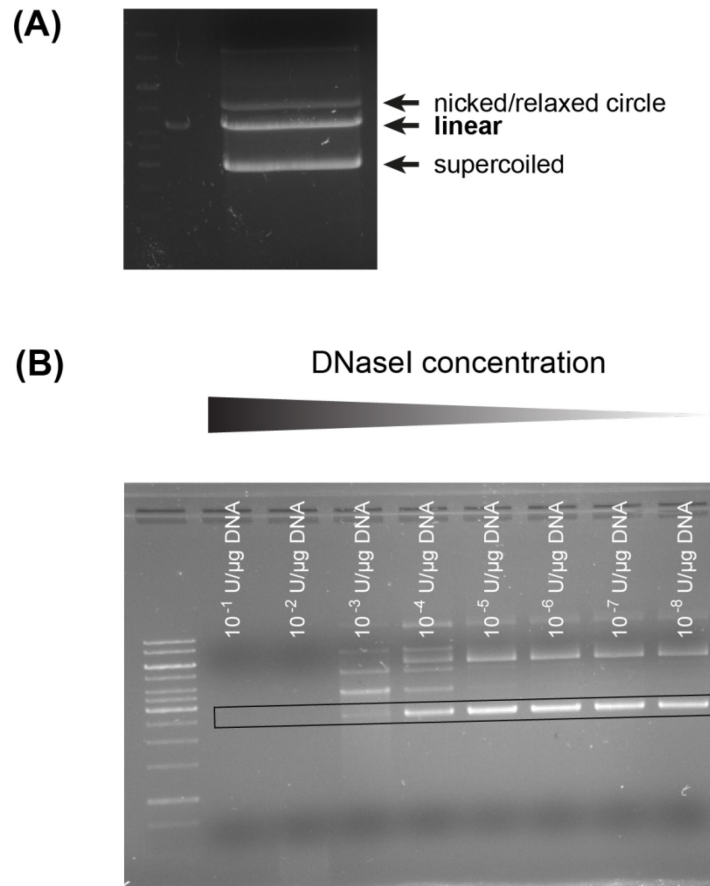 (A)
nicked/relaxed circle
linear
supercoiled
(B)
DNaseI concentration
10⁻¹ U/µg DNA
10⁻² U/µg DNA
10⁻³ U/µg DNA
10⁻⁴ U/µg DNA
10⁻⁵ U/µg DNA
10⁻⁶ U/µg DNA
10⁻⁷ U/µg DNA
10⁻⁸ U/µg DNA